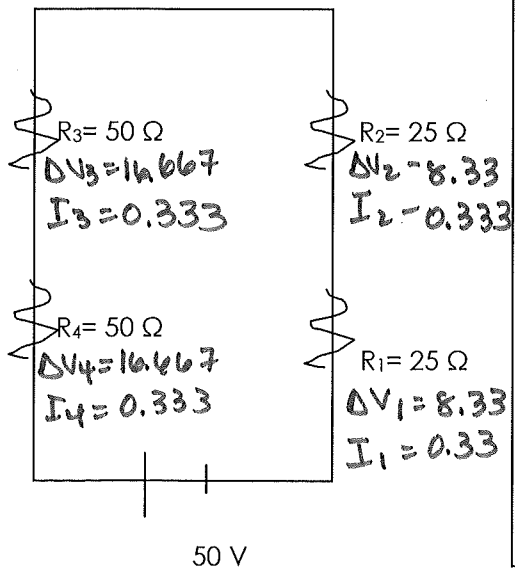 R3= 50 Ω
ΔV3=16.667
I3=0.333
R2= 25 Ω
ΔV2-8.33
I2-0.333
R4= 50 Ω
ΔV4=16.667
I4=0.333
R1= 25 Ω
ΔV1=8.33
I1=0.33
50 V